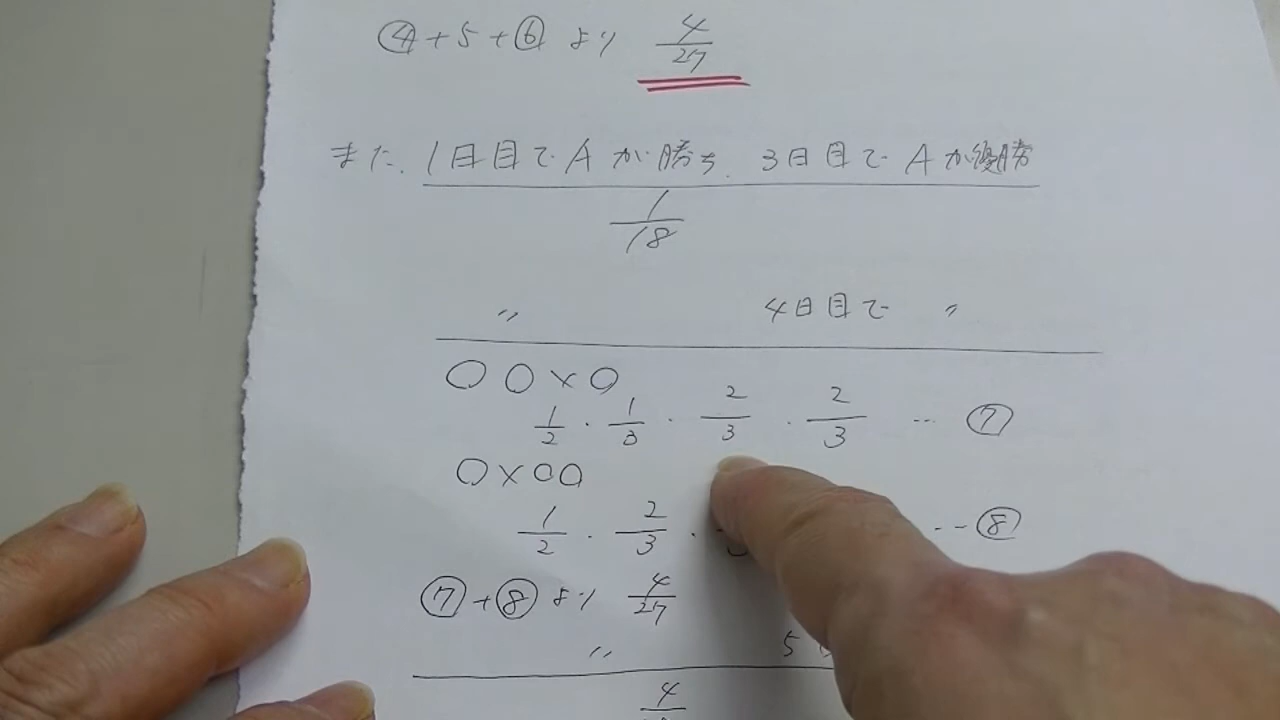 ④+5+⑥ より 4/27
また、1日目で Aが勝ち、3日目で Aが優勝
1/18
〃 4日目で 〃
○○×○
1/2 · 1/3 · 2/3 · 2/3 … ⑦
○×○○
1/2 · 2/3 · … ⑧
⑦+⑧ より 4/27
〃 5
4